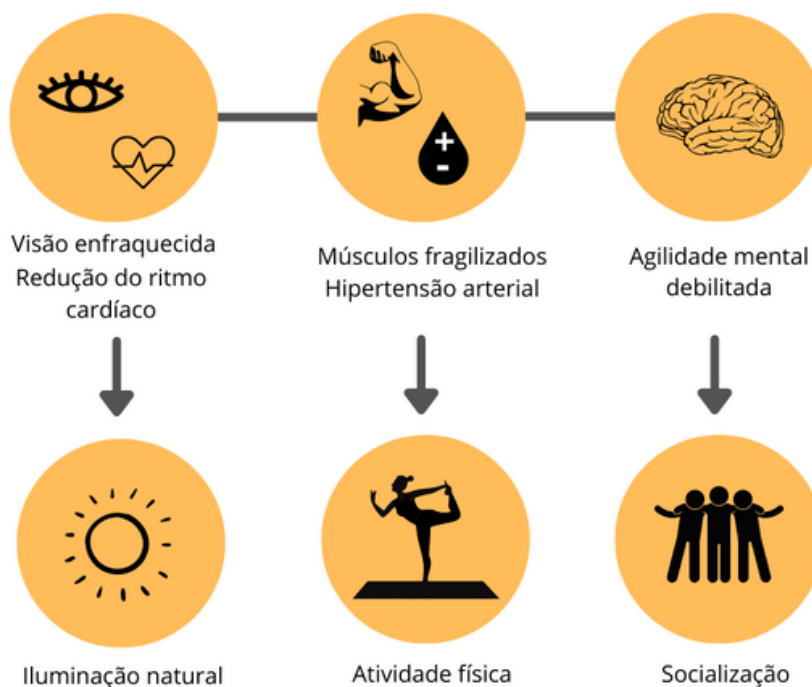 +
-
Visão enfraquecida
Redução do ritmo
cardíaco
Músculos fragilizados
Hipertensão arterial
Agilidade mental
debilitada
Iluminação natural
Atividade física
Socialização